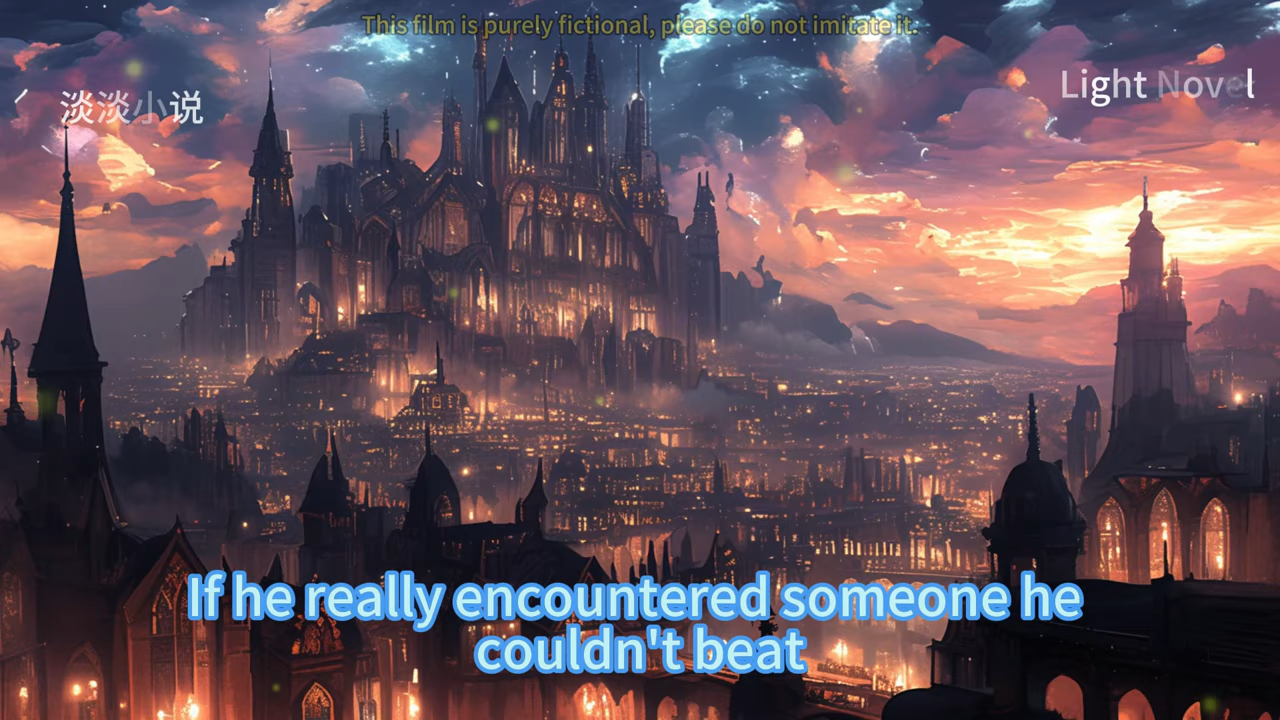 This film is purely fictional, please do not imitate it.
淡淡小说
Light Novel
If he really encountered someone he
couldn't beat